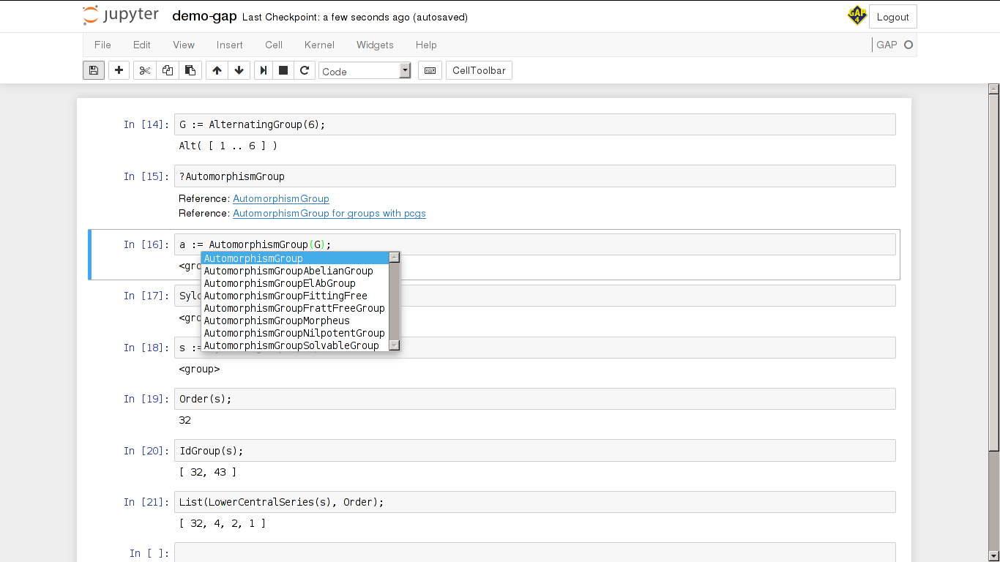 jupyter demo-gap Last Checkpoint: a few seconds ago (autosaved) GAP 4 Logout
File Edit View Insert Cell Kernel Widgets Help GAP
Code CellToolbar
In [14]: G := AlternatingGroup(6);
Alt( [ 1 .. 6 ] )
In [15]: ?AutomorphismGroup
Reference: AutomorphismGroup
Reference: AutomorphismGroup for groups with pcgs
In [16]: a := AutomorphismGroup(G);
<gro
AutomorphismGroup
AutomorphismGroupAbelianGroup
AutomorphismGroupElAbGroup
AutomorphismGroupFittingFree
AutomorphismGroupFrattFreeGroup
AutomorphismGroupMorpheus
AutomorphismGroupNilpotentGroup
AutomorphismGroupSolvableGroup
In [17]: Sylo
<gro
In [18]: s :=
<group>
In [19]: Order(s);
32
In [20]: IdGroup(s);
[ 32, 43 ]
In [21]: List(LowerCentralSeries(s), Order);
[ 32, 4, 2, 1 ]
In [ ]: